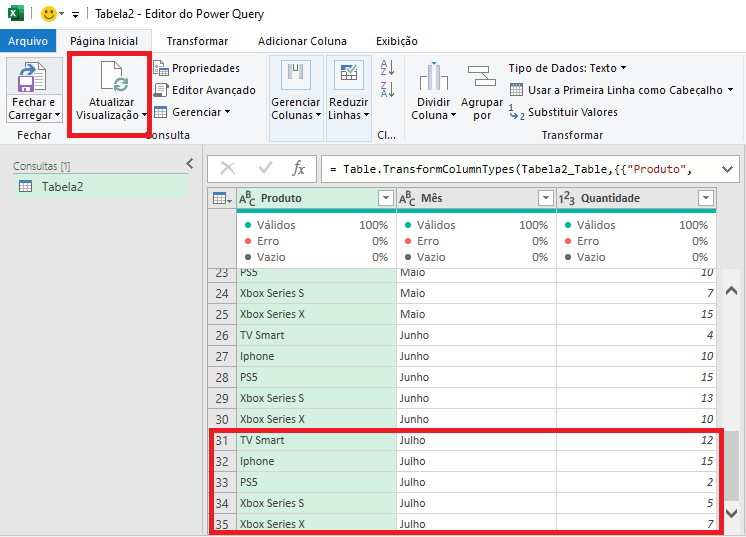 Tabela2 - Editor do Power Query
Arquivo Página Inicial Transformar Adicionar Coluna Exibição
Fechar e
Carregar
Fechar
Atualizar
Visualização
Propriedades
Editor Avançado
Gerenciar
Consulta
Gerenciar
Colunas
Reduzir
Linhas
Cl...
Dividir
Coluna
Agrupar
por
Tipo de Dados: Texto
Usar a Primeira Linha como Cabeçalho
Substituir Valores
Transformar
Consultas [1]
Tabela2
fx = Table.TransformColumnTypes(Tabela2_Table,{{"Produto",
ABC Produto ABC Mês 123 Quantidade
Válidos 100% Válidos 100% Válidos 100%
Erro 0% Erro 0% Erro 0%
Vazio 0% Vazio 0% Vazio 0%
23 PS5 Maio 10
24 Xbox Series S Maio 7
25 Xbox Series X Maio 15
26 TV Smart Junho 4
27 Iphone Junho 10
28 PS5 Junho 15
29 Xbox Series S Junho 13
30 Xbox Series X Junho 10
31 TV Smart Julho 12
32 Iphone Julho 15
33 PS5 Julho 2
34 Xbox Series S Julho 5
35 Xbox Series X Julho 7